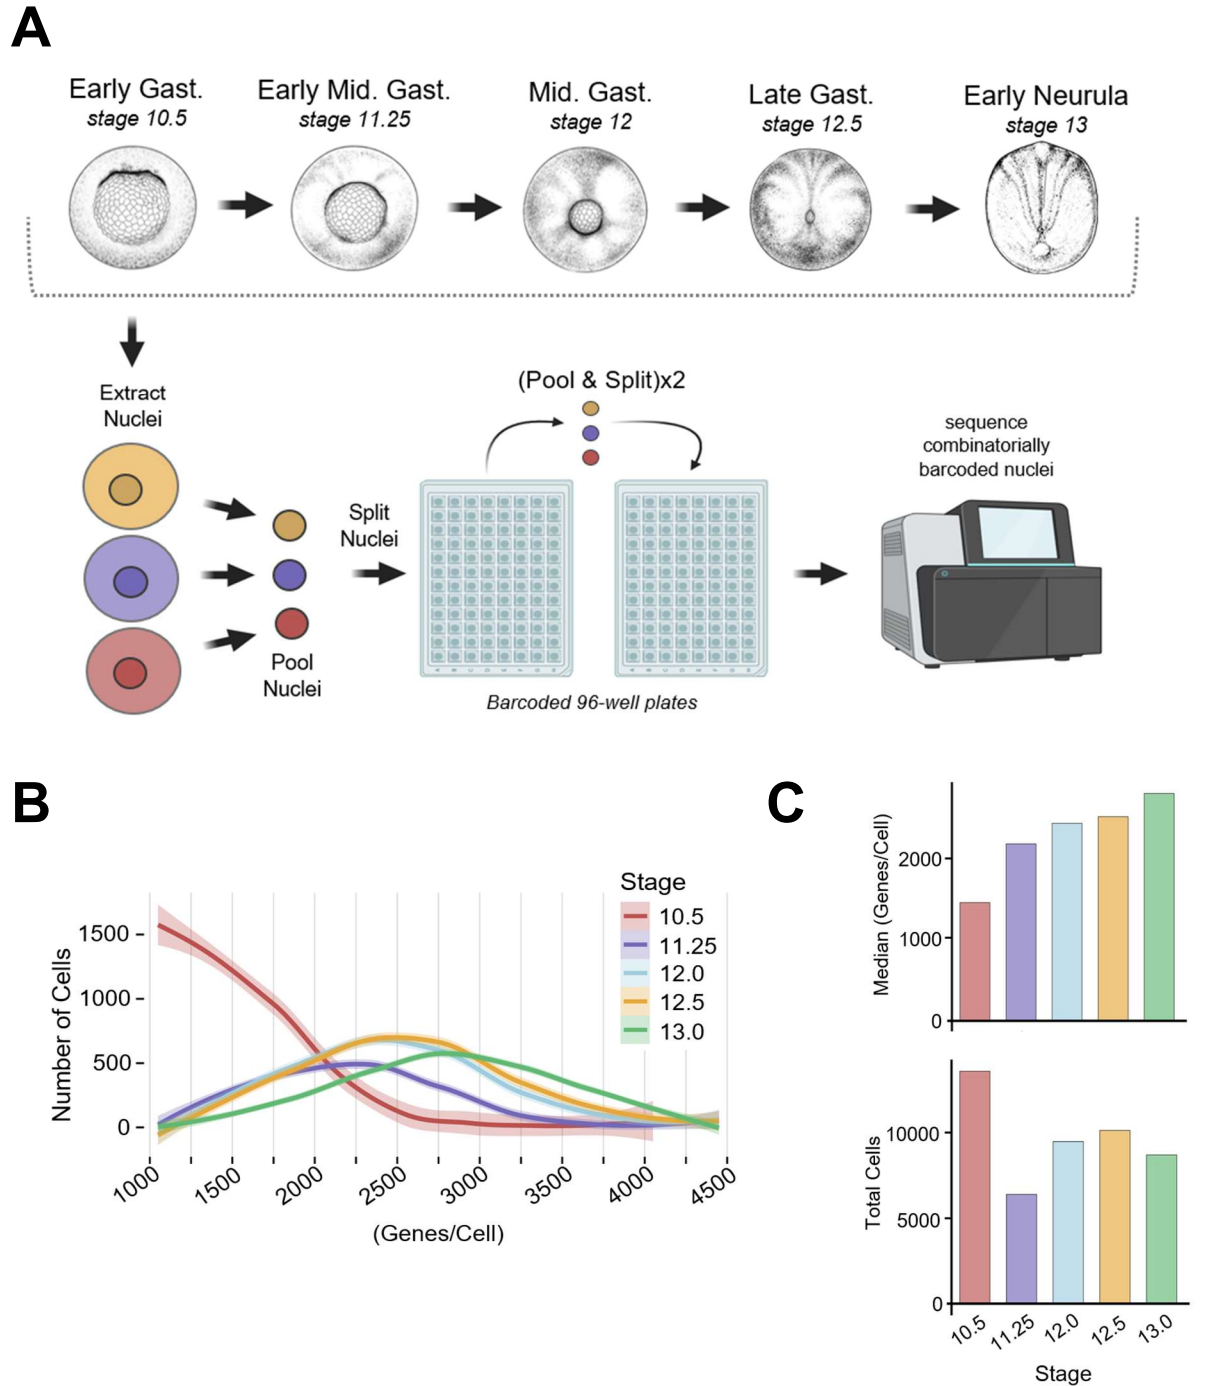 A
Early Gast.
stage 10.5
Early Mid. Gast.
stage 11.25
Mid. Gast.
stage 12
Late Gast.
stage 12.5
Early Neurula
stage 13
Extract
Nuclei
Pool
Nuclei
Split
Nuclei
(Pool & Split)x2
Barcoded 96-well plates
sequence
combinatorially
barcoded nuclei
B
Number of Cells
1500
1000
500
0
1000
1500
2000
2500
3000
3500
4000
4500
(Genes/Cell)
Stage
10.5
11.25
12.0
12.5
13.0
C
Median (Genes/Cell)
2000
1000
0
Total Cells
10000
5000
0
10.5
11.25
12.0
12.5
13.0
Stage